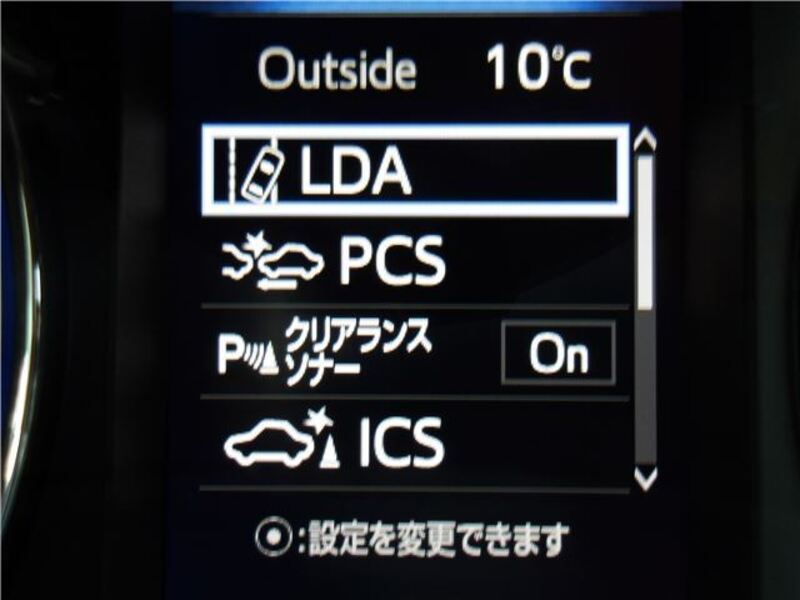 Outside 10℃
LDA
PCS
P クリアランス
ソナー On
ICS
⦿:設定を変更できます